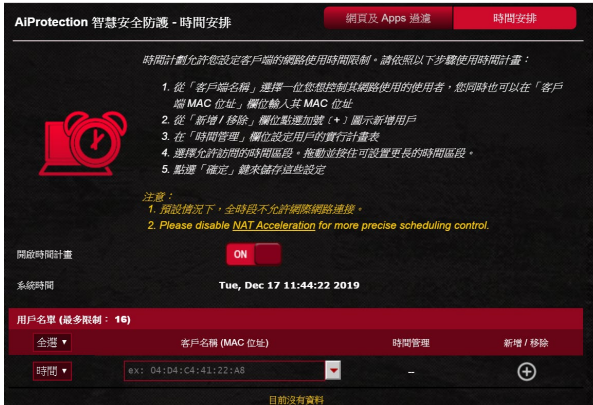 AiProtection 智慧安全防護 - 時間安排
網頁及 Apps 過濾
時間安排
時間計劃允許您設定客戶端的網路使用時間限制。請依照以下步驟使用時間計畫：
1. 從「客戶端名稱」選擇一位您想控制其網路使用的使用者，您同時也可以在「客戶
端 MAC 位址」欄位輸入其 MAC 位址
2. 從「新增 / 移除」欄位點選加號〔+〕圖示新增用戶
3. 在「時間管理」欄位設定用戶的實行計畫表
4. 選擇允許訪問的時間區段。拖動並按住可設置更長的時間區段。
5. 點選「確定」鍵來儲存這些設定
注意：
1. 預設情況下，全時段不允許網際網路連接。
2. Please disable NAT Acceleration for more precise scheduling control.
開啟時間計畫
ON
系統時間
Tue, Dec 17 11:44:22 2019
用戶名單 (最多限制： 16)
全選
客戶名稱 (MAC 位址)
時間管理
新增 / 移除
時間
ex: 04:D4:C4:41:22:A8
--
目前沒有資料